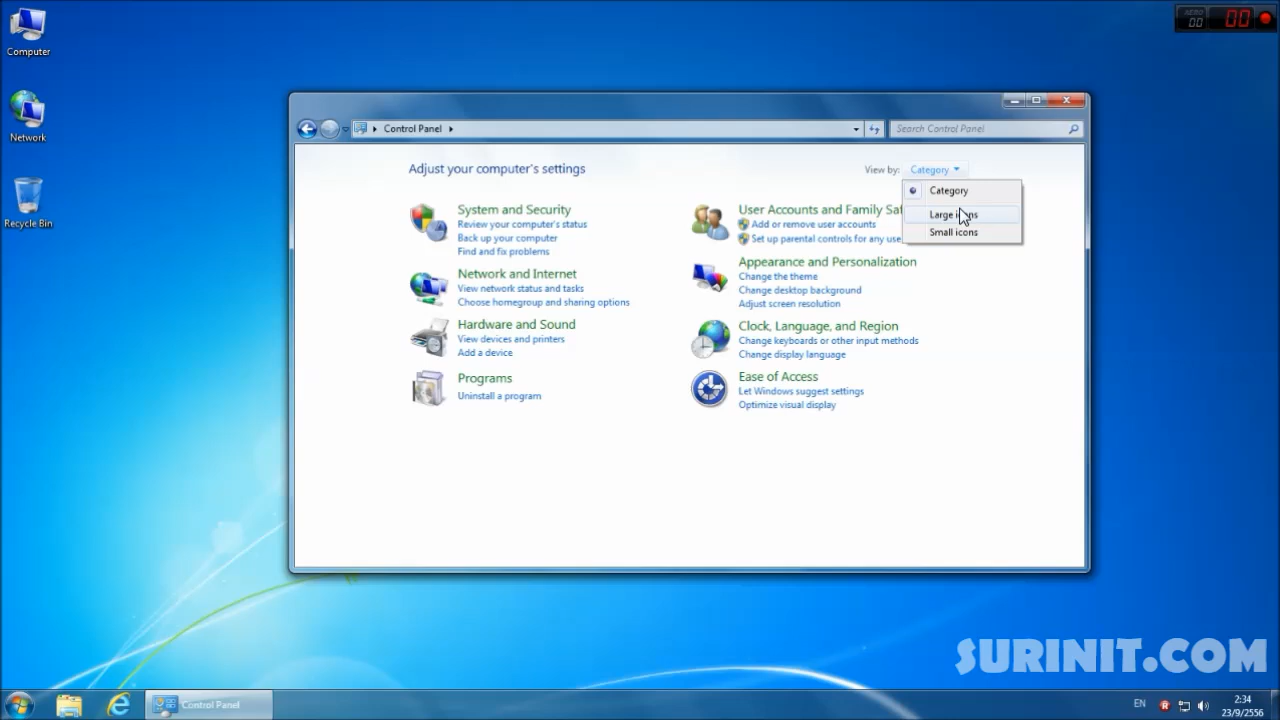 Computer
Network
Recycle Bin
AERO
00
00
Control Panel
Search Control Panel
Adjust your computer's settings
View by: Category
Category
Large icons
Small icons
System and Security
Review your computer's status
Back up your computer
Find and fix problems
Network and Internet
View network status and tasks
Choose homegroup and sharing options
Hardware and Sound
View devices and printers
Add a device
Programs
Uninstall a program
User Accounts and Family Saf
Add or remove user accounts
Set up parental controls for any use
Appearance and Personalization
Change the theme
Change desktop background
Adjust screen resolution
Clock, Language, and Region
Change keyboards or other input methods
Change display language
Ease of Access
Let Windows suggest settings
Optimize visual display
SURINIT.COM
Control Panel
EN
2:34
23/9/2556